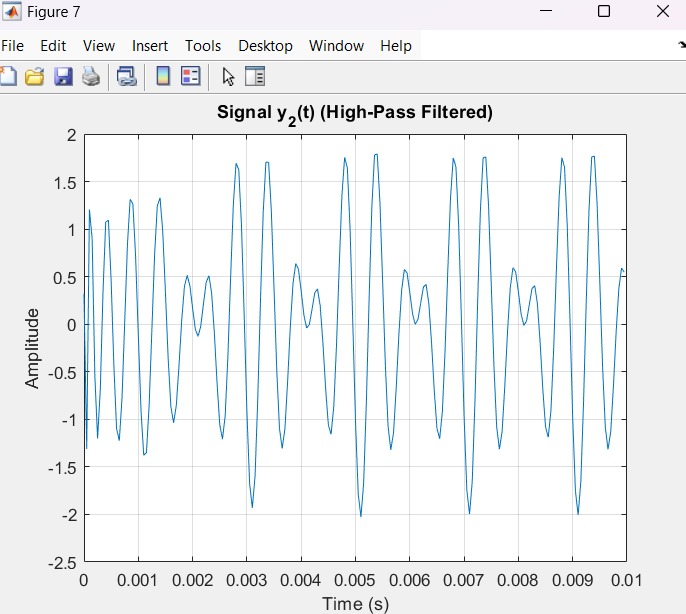 Figure 7
File Edit View Insert Tools Desktop Window Help
Signal y2(t) (High-Pass Filtered)
2
1.5
1
0.5
0
-0.5
-1
-1.5
-2
-2.5
Amplitude
0 0.001 0.002 0.003 0.004 0.005 0.006 0.007 0.008 0.009 0.01
Time (s)